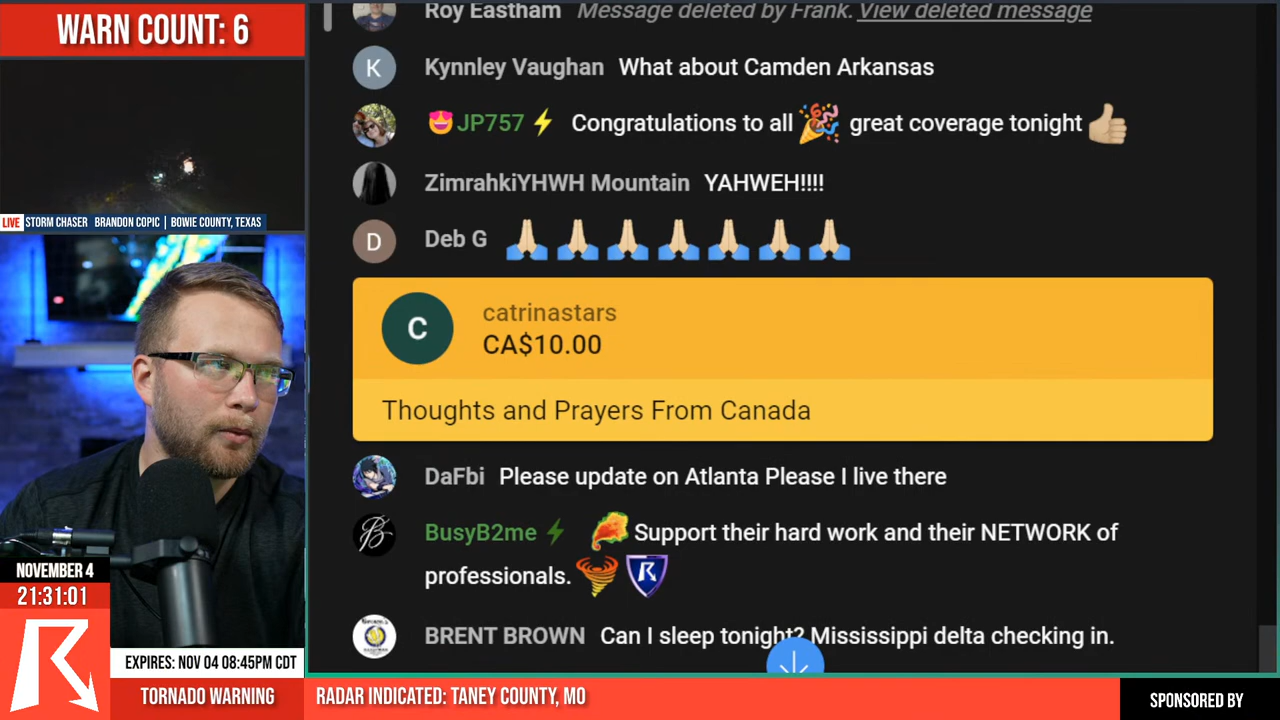 WARN COUNT: 6
LIVE STORM CHASER BRANDON COPIC | BOWIE COUNTY, TEXAS
Roy Eastham Message deleted by Frank. View deleted message
K Kynnley Vaughan What about Camden Arkansas
😍JP757⚡ Congratulations to all 🎉 great coverage tonight 👍🏼
ZimrahkiYHWH Mountain YAHWEH!!!!
D Deb G 🙏🏻🙏🏻🙏🏻🙏🏻🙏🏻🙏🏻🙏🏻
catrinastars
C CA$10.00
Thoughts and Prayers From Canada
DaFbi Please update on Atlanta Please I live there
BusyB2me⚡ Support their hard work and their NETWORK of
professionals.
BRENT BROWN Can I sleep tonight? Mississippi delta checking in.
NOVEMBER 4
21:31:01
R
EXPIRES: NOV 04 08:45PM CDT
TORNADO WARNING
RADAR INDICATED: TANEY COUNTY, MO
SPONSORED BY